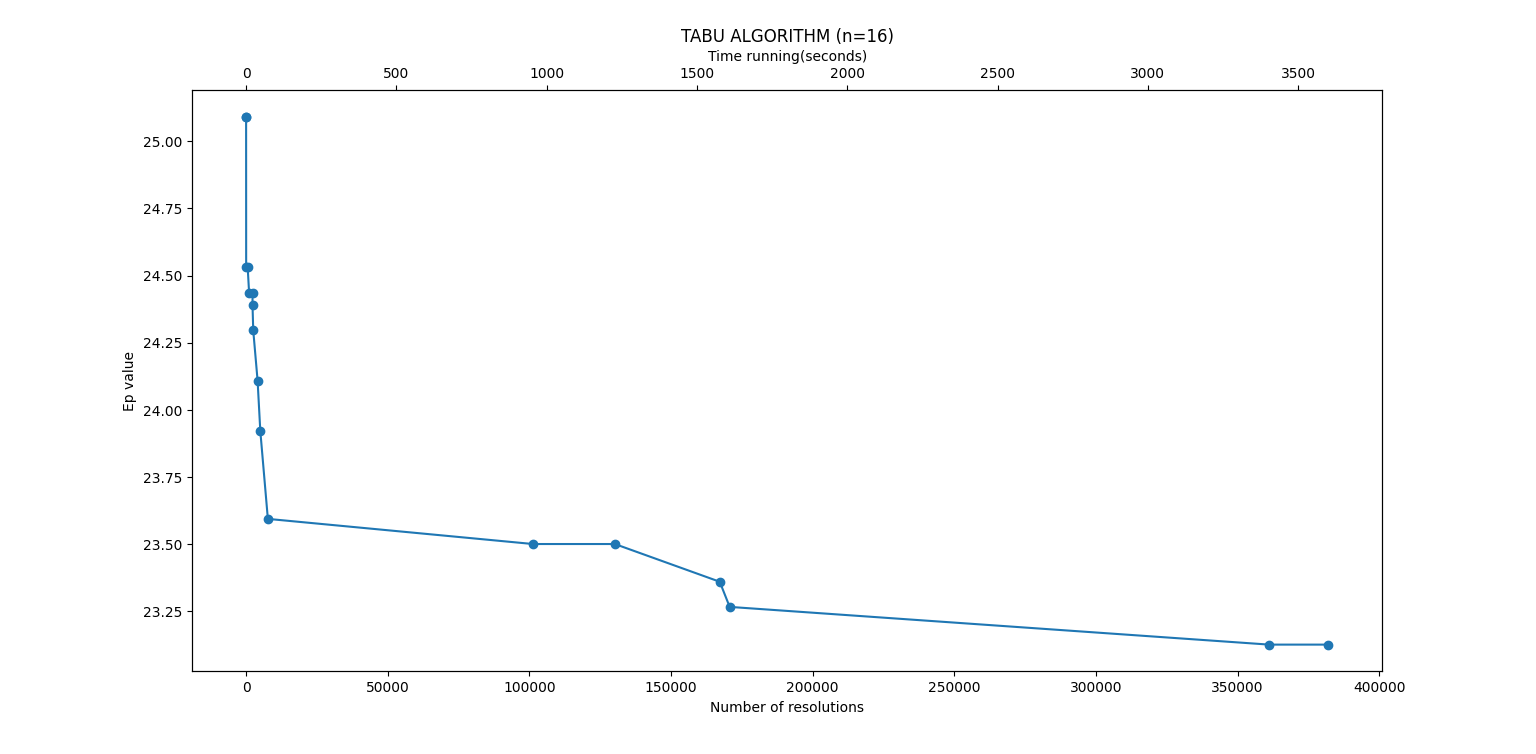 TABU ALGORITHM (n=16)
Time running(seconds)
0 500 1000 1500 2000 2500 3000 3500
25.00
24.75
24.50
24.25
24.00
23.75
23.50
23.25
Ep value
0 50000 100000 150000 200000 250000 300000 350000 400000
Number of resolutions